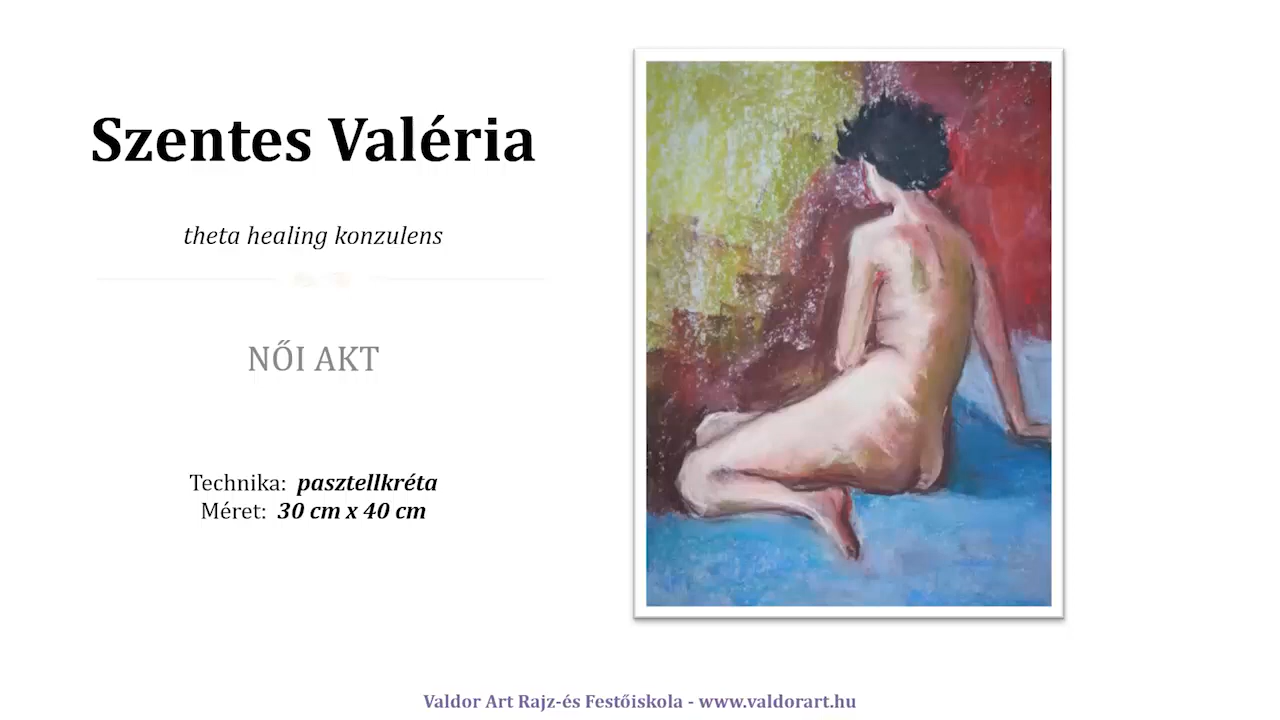 Szentes Valéria
theta healing konzulens
NŐI AKT
Technika: pasztellkréta
Méret: 30 cm x 40 cm
Valdor Art Rajz-és Festőiskola - www.valdorart.hu